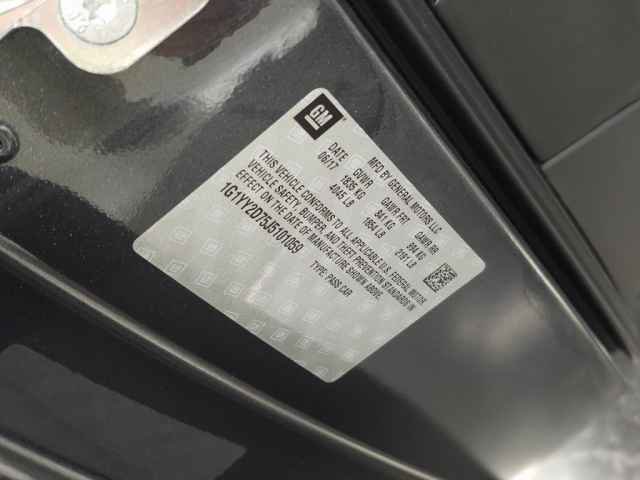 GM
MFD BY GENERAL MOTORS LLC
DATE GVWR GAWR FRT GAWR RR
06/17 1835 KG 841 KG 994 KG
4045 LB 1854 LB 2191 LB
THIS VEHICLE CONFORMS TO ALL APPLICABLE U.S. FEDERAL MOTOR
VEHICLE SAFETY, BUMPER, AND THEFT PREVENTION STANDARDS IN
EFFECT ON THE DATE OF MANUFACTURE SHOWN ABOVE.
1G1YY2D75J5101069
TYPE: PASS CAR